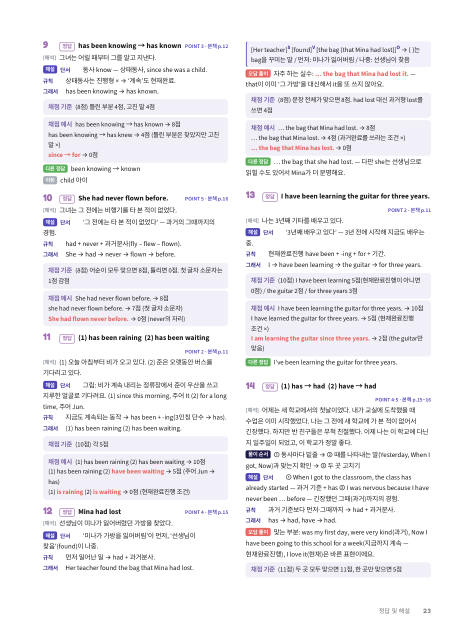 9 정답 has been knowing → has known POINT 3 - 본책 p.12
[해석] 그녀는 어릴 때부터 그를 알고 지낸다.
해설 단서 동사 know — 상태동사, since she was a child.
규칙 상태동사는 진행형 × → '계속'도 현재완료.
그래서 has been knowing → has known.
채점 기준 (8점) 틀린 부분 4점, 고친 말 4점
채점 예시 has been knowing → has known → 8점
has been knowing → has knew → 4점 (틀린 부분은 찾았지만 고친
말 ×)
since → for → 0점
다른 정답 been knowing → known
어휘 child 아이
10 정답 She had never flown before. POINT 5 - 본책 p.16
[해석] 그녀는 그 전에는 비행기를 타 본 적이 없었다.
해설 단서 '그 전에는 타 본 적이 없었다' — 과거의 그때까지의
경험.
규칙 had + never + 과거분사(fly – flew – flown).
그래서 She → had → never → flown → before.
채점 기준 (8점) 어순이 모두 맞으면 8점, 틀리면 0점. 첫 글자 소문자는
1점 감점
채점 예시 She had never flown before. → 8점
she had never flown before. → 7점 (첫 글자 소문자)
She had flown never before. → 0점 (never의 자리)
11 정답 (1) has been raining (2) has been waiting
POINT 2 - 본책 p.11
[해석] (1) 오늘 아침부터 비가 오고 있다. (2) 준은 오랫동안 버스를
기다리고 있다.
해설 단서 그림: 비가 계속 내리는 정류장에서 준이 우산을 쓰고
지루한 얼굴로 기다려요. (1) since this morning, 주어 It (2) for a long
time, 주어 Jun.
규칙 지금도 계속되는 동작 → has been + -ing(3인칭 단수 → has).
그래서 (1) has been raining (2) has been waiting.
채점 기준 (10점) 각 5점
채점 예시 (1) has been raining (2) has been waiting → 10점
(1) has been raining (2) have been waiting → 5점 (주어 Jun →
has)
(1) is raining (2) is waiting → 0점 (현재완료진행 조건)
12 정답 Mina had lost POINT 4 - 본책 p.15
[해석] 선생님이 미나가 잃어버렸던 가방을 찾았다.
해설 단서 '미나가 가방을 잃어버림'이 먼저, '선생님이
찾음'(found)이 나중.
규칙 먼저 일어난 일 → had + 과거분사.
그래서 Her teacher found the bag that Mina had lost.
[Her teacher]S [found]V [the bag {that Mina had lost}]O → { }는
bag을 꾸미는 말 / 먼저: 미나가 잃어버림 / 나중: 선생님이 찾음
오답 풀이 자주 하는 실수: … the bag that Mina had lost it. —
that이 이미 '그 가방'을 대신해서 it을 또 쓰지 않아요.
채점 기준 (8점) 문장 전체가 맞으면 8점. had lost 대신 과거형 lost를
쓰면 4점
채점 예시 … the bag that Mina had lost. → 8점
… the bag that Mina lost. → 4점 (과거완료를 쓰라는 조건 ×)
… the bag that Mina has lost. → 0점
다른 정답 … the bag that she had lost. — 다만 she는 선생님으로
읽힐 수도 있어서 Mina가 더 분명해요.
13 정답 I have been learning the guitar for three years.
POINT 2 - 본책 p.11
[해석] 나는 3년째 기타를 배우고 있다.
해설 단서 '3년째 배우고 있다' — 3년 전에 시작해 지금도 배우는
중.
규칙 현재완료진행 have been + -ing + for + 기간.
그래서 I → have been learning → the guitar → for three years.
채점 기준 (10점) I have been learning 5점(현재완료진행이 아니면
0점) / the guitar 2점 / for three years 3점
채점 예시 I have been learning the guitar for three years. → 10점
I have learned the guitar for three years. → 5점 (현재완료진행
조건 ×)
I am learning the guitar since three years. → 2점 (the guitar만
맞음)
다른 정답 I've been learning the guitar for three years.
14 정답 (1) has → had (2) have → had
POINT 4·5 - 본책 p.15~16
[해석] 어제는 새 학교에서의 첫날이었다. 내가 교실에 도착했을 때
수업은 이미 시작했었다. 나는 그 전에 새 학교에 가 본 적이 없어서
긴장했다. 하지만 반 친구들은 무척 친절했다. 이제 나는 이 학교에 다닌
지 일주일이 되었고, 이 학교가 정말 좋다.
풀이 순서 ① 동사마다 밑줄 → ② 때를 나타내는 말(Yesterday, When I
got, Now)과 맞는지 확인 → ③ 두 곳 고치기
해설 단서 ① When I got to the classroom, the class has
already started — 과거 기준 + has ② I was nervous because I have
never been … before — 긴장했던 그때(과거)까지의 경험.
규칙 과거 기준보다 먼저·그때까지 → had + 과거분사.
그래서 has → had, have → had.
오답 풀이 맞는 부분: was my first day, were very kind(과거), Now I
have been going to this school for a week(지금까지 계속 —
현재완료진행), I love it(현재)은 바른 표현이에요.
채점 기준 (11점) 두 곳 모두 맞으면 11점, 한 곳만 맞으면 5점
정답 및 해설 23